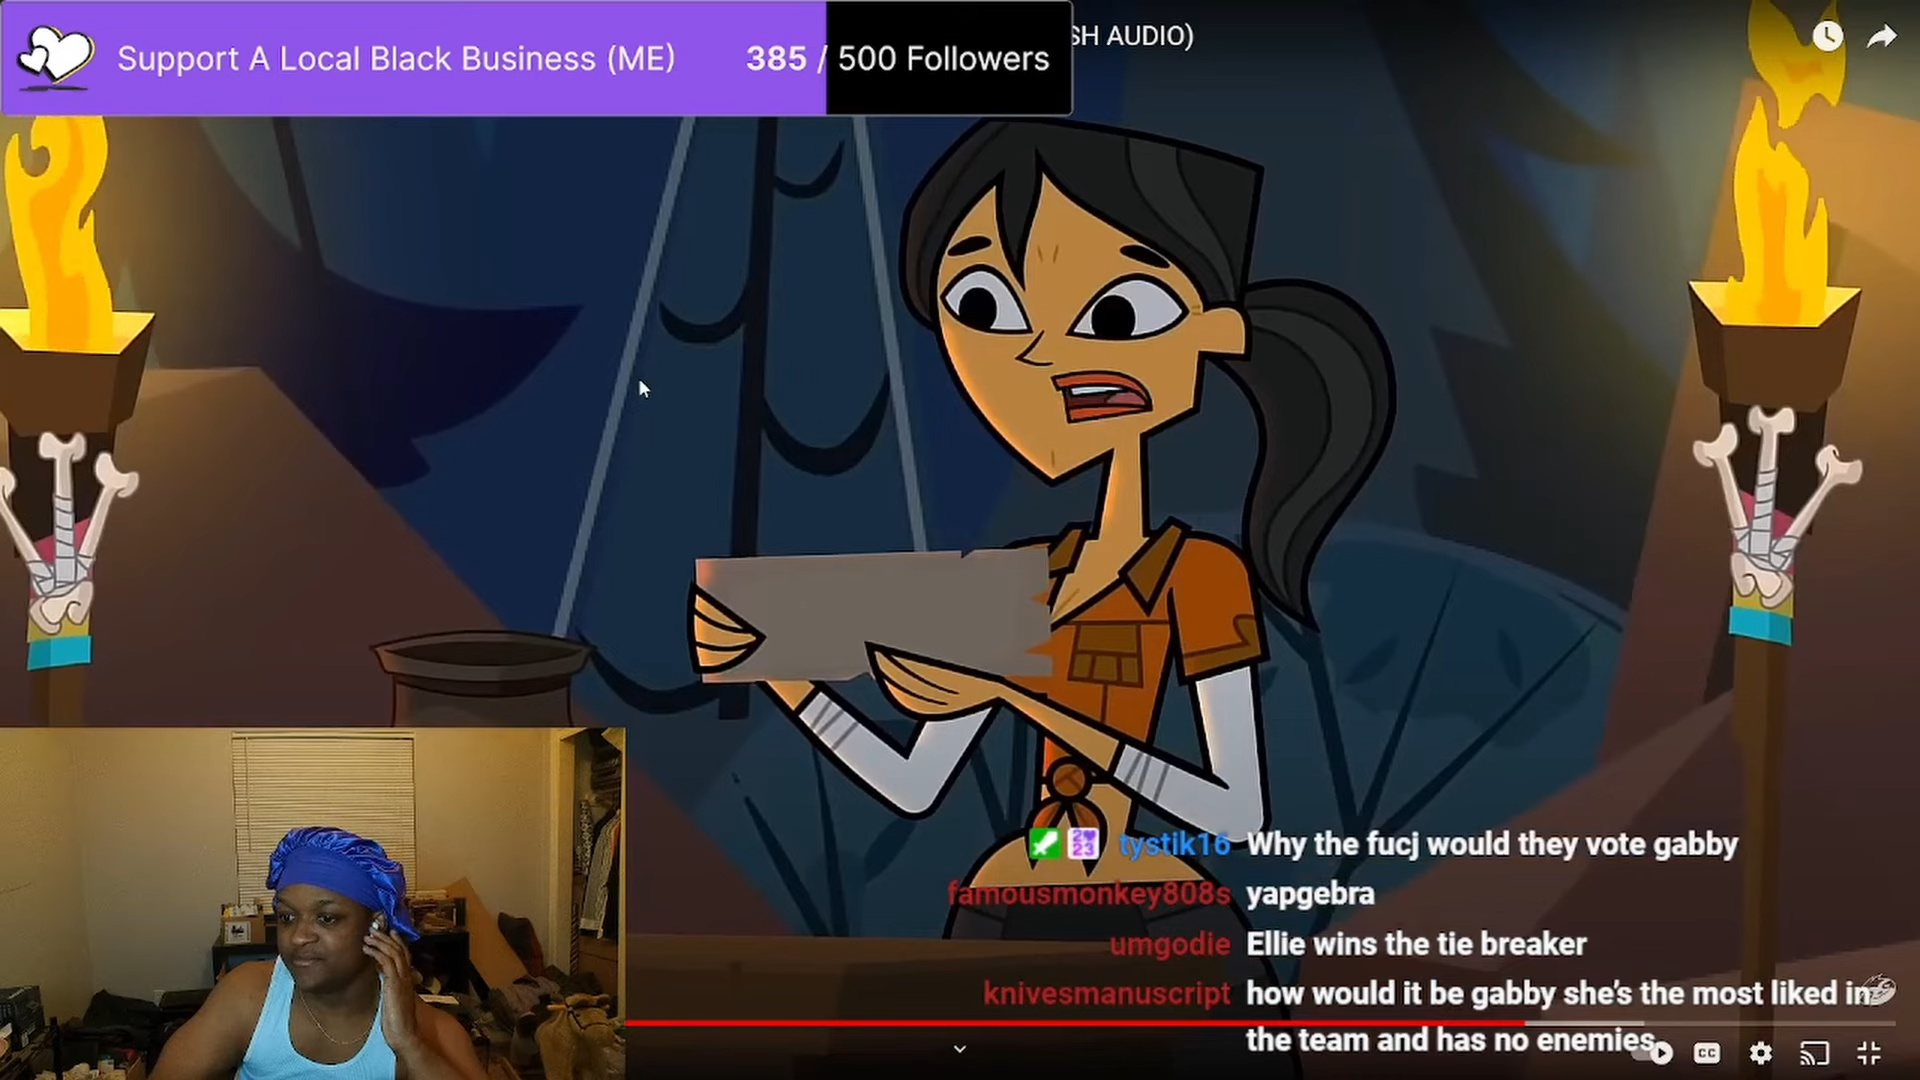 Support A Local Black Business (ME) 385 / 500 Followers
SH AUDIO)
tystik16 Why the fucj would they vote gabby
famousmonkey808s yapgebra
umgodie Ellie wins the tie breaker
knivesmanuscript how would it be gabby she's the most liked in
the team and has no enemies
CC